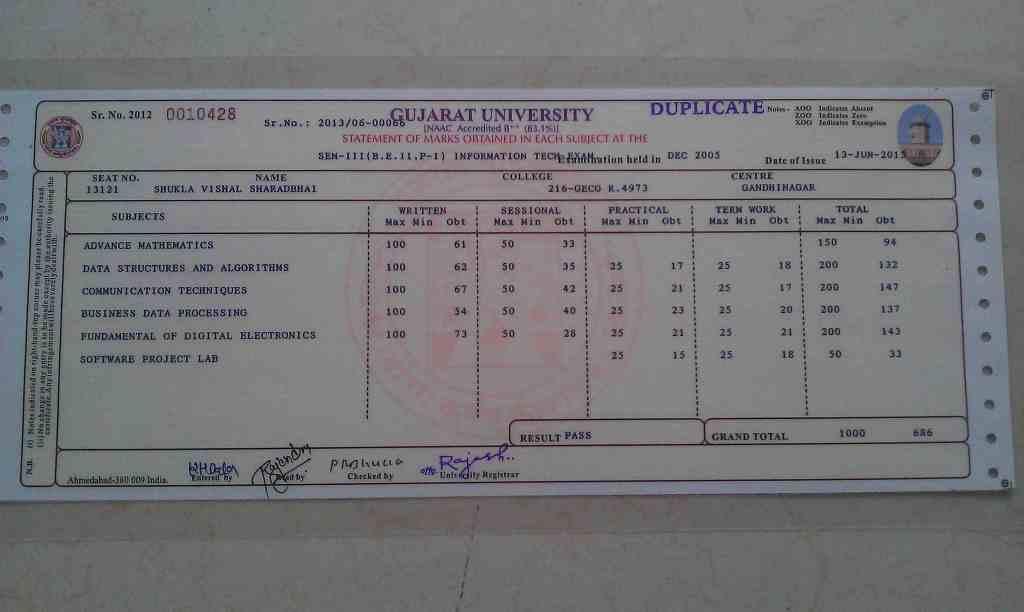 Sr. No. 2012 0010428
Sr.No.: 2013/06-00066
GUJARAT UNIVERSITY
[NAAC Accredited B++ (83.1%)]
STATEMENT OF MARKS OBTAINED IN EACH SUBJECT AT THE
SEM-III(B.E.II,P-I) INFORMATION TECH.EXAM Examination held in DEC 2005
DUPLICATE
Notes- AOO Indicates Absent
ZOO Indicates Zero
XOO Indicates Exemption
Date of Issue 13-JUN-2013
SEAT NO. NAME COLLEGE CENTRE
13121 SHUKLA VISHAL SHARADBHAI 216-GECG R.4973 GANDHINAGAR
SUBJECTS WRITTEN SESSIONAL PRACTICAL TERM WORK TOTAL
Max Min Obt Max Min Obt Max Min Obt Max Min Obt Max Min Obt
ADVANCE MATHEMATICS 100 61 50 33 150 94
DATA STRUCTURES AND ALGORITHMS 100 62 50 35 25 17 25 18 200 132
COMMUNICATION TECHNIQUES 100 67 50 42 25 21 25 17 200 147
BUSINESS DATA PROCESSING 100 54 50 40 25 23 25 20 200 137
FUNDAMENTAL OF DIGITAL ELECTRONICS 100 73 50 28 25 21 25 21 200 143
SOFTWARE PROJECT LAB 25 15 25 18 50 33
RESULT PASS GRAND TOTAL 1000 686
Rajendra Prabhucia Rajesh
Ahmedabad-380 009 India. Entered by Read by Checked by University Registrar
N.B. (i) Notes indicated on right hand top corner may please be carefully read.
(ii) No change in any entry is to be made except by the authority issuing the
certificate. Any infringement will be severely dealt with.